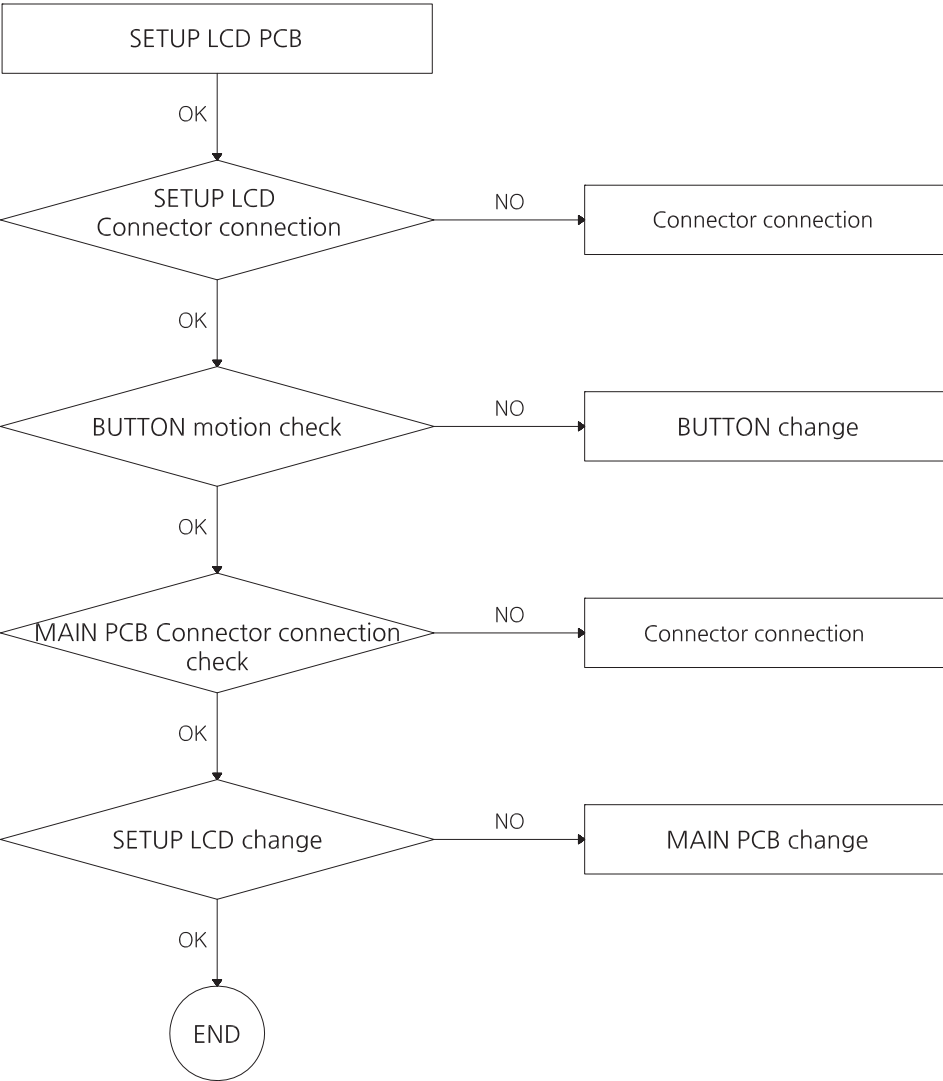 SETUP LCD PCB
OK
SETUP LCD
Connector connection
NO
Connector connection
OK
BUTTON motion check
NO
BUTTON change
OK
MAIN PCB Connector connection
check
NO
Connector connection
OK
SETUP LCD change
NO
MAIN PCB change
OK
END